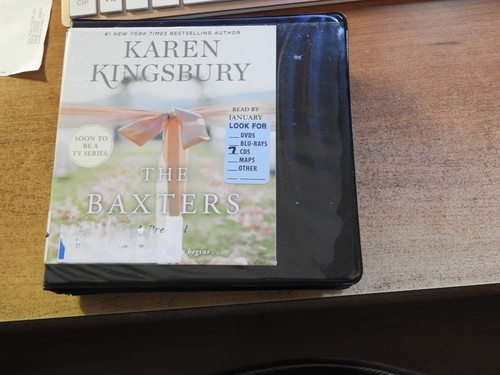 #1 NEW YORK TIMES BESTSELLING AUTHOR
KAREN
KINGSBURY
READ BY
JANUARY
LOOK FOR
DVDS
BLU-RAYS
7 CDS
MAPS
OTHER
SOON TO
BE A
TV SERIES
THE
BAXTERS
begins...